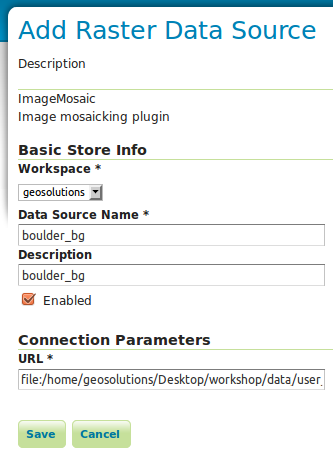 Add Raster Data Source
Description
ImageMosaic
Image mosaicking plugin
Basic Store Info
Workspace *
geosolutions
Data Source Name *
boulder_bg
Description
boulder_bg
Enabled
Connection Parameters
URL *
file:/home/geosolutions/Desktop/workshop/data/user_
Save Cancel